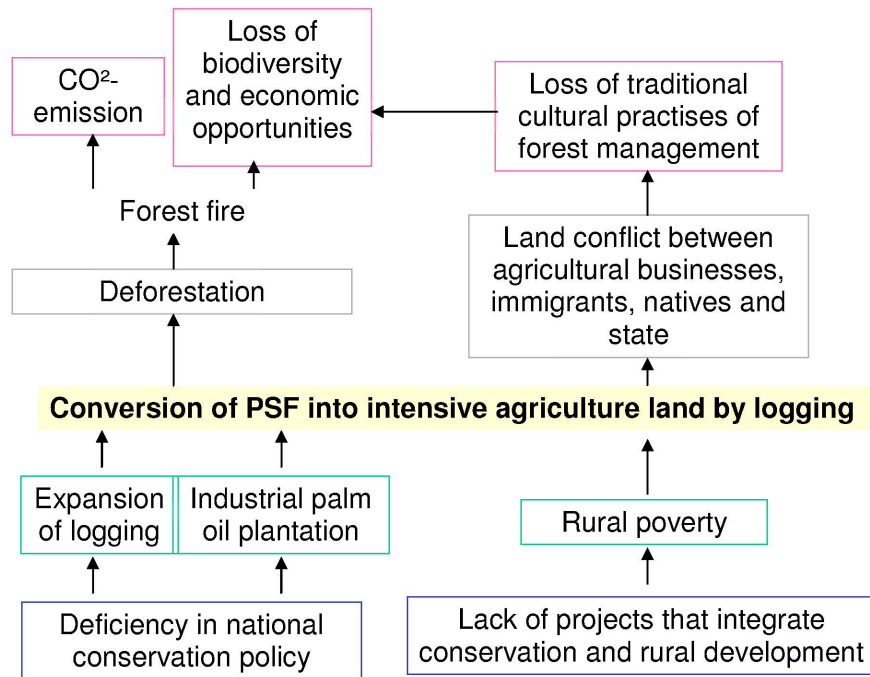 Loss of
biodiversity
and economic
opportunities
CO²-
emission
Loss of traditional
cultural practises of
forest management
Forest fire
Land conflict between
agricultural businesses,
immigrants, natives and
state
Deforestation
Conversion of PSF into intensive agriculture land by logging
Expansion
of logging
Industrial palm
oil plantation
Rural poverty
Deficiency in national
conservation policy
Lack of projects that integrate
conservation and rural development